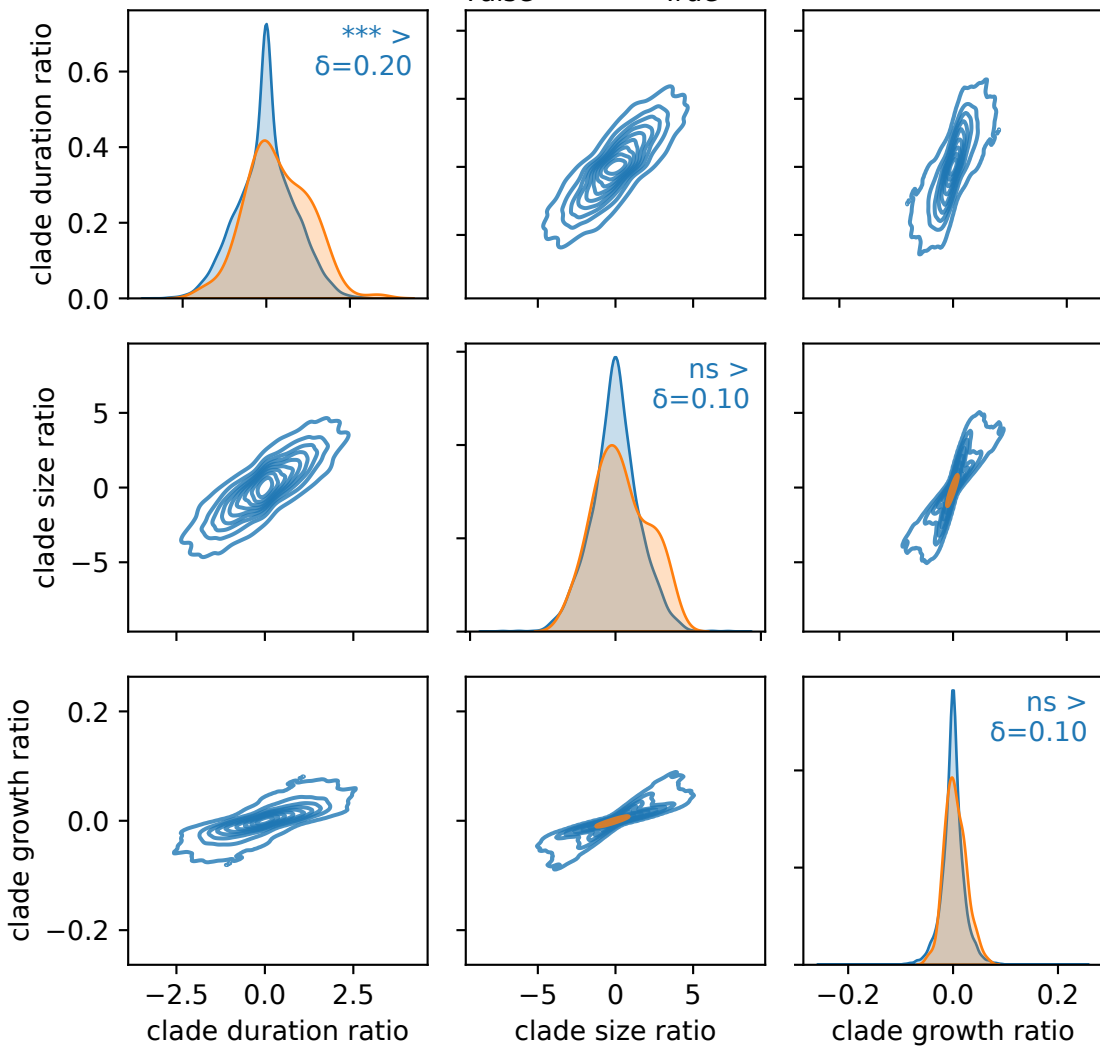 *** >
δ=0.20
clade duration ratio
0.6
0.4
0.2
0.0
ns >
δ=0.10
clade size ratio
5
0
−5
ns >
δ=0.10
clade growth ratio
0.2
0.0
−0.2
−2.5 0.0 2.5
−5 0 5
−0.2 0.0 0.2
clade duration ratio
clade size ratio
clade growth ratio